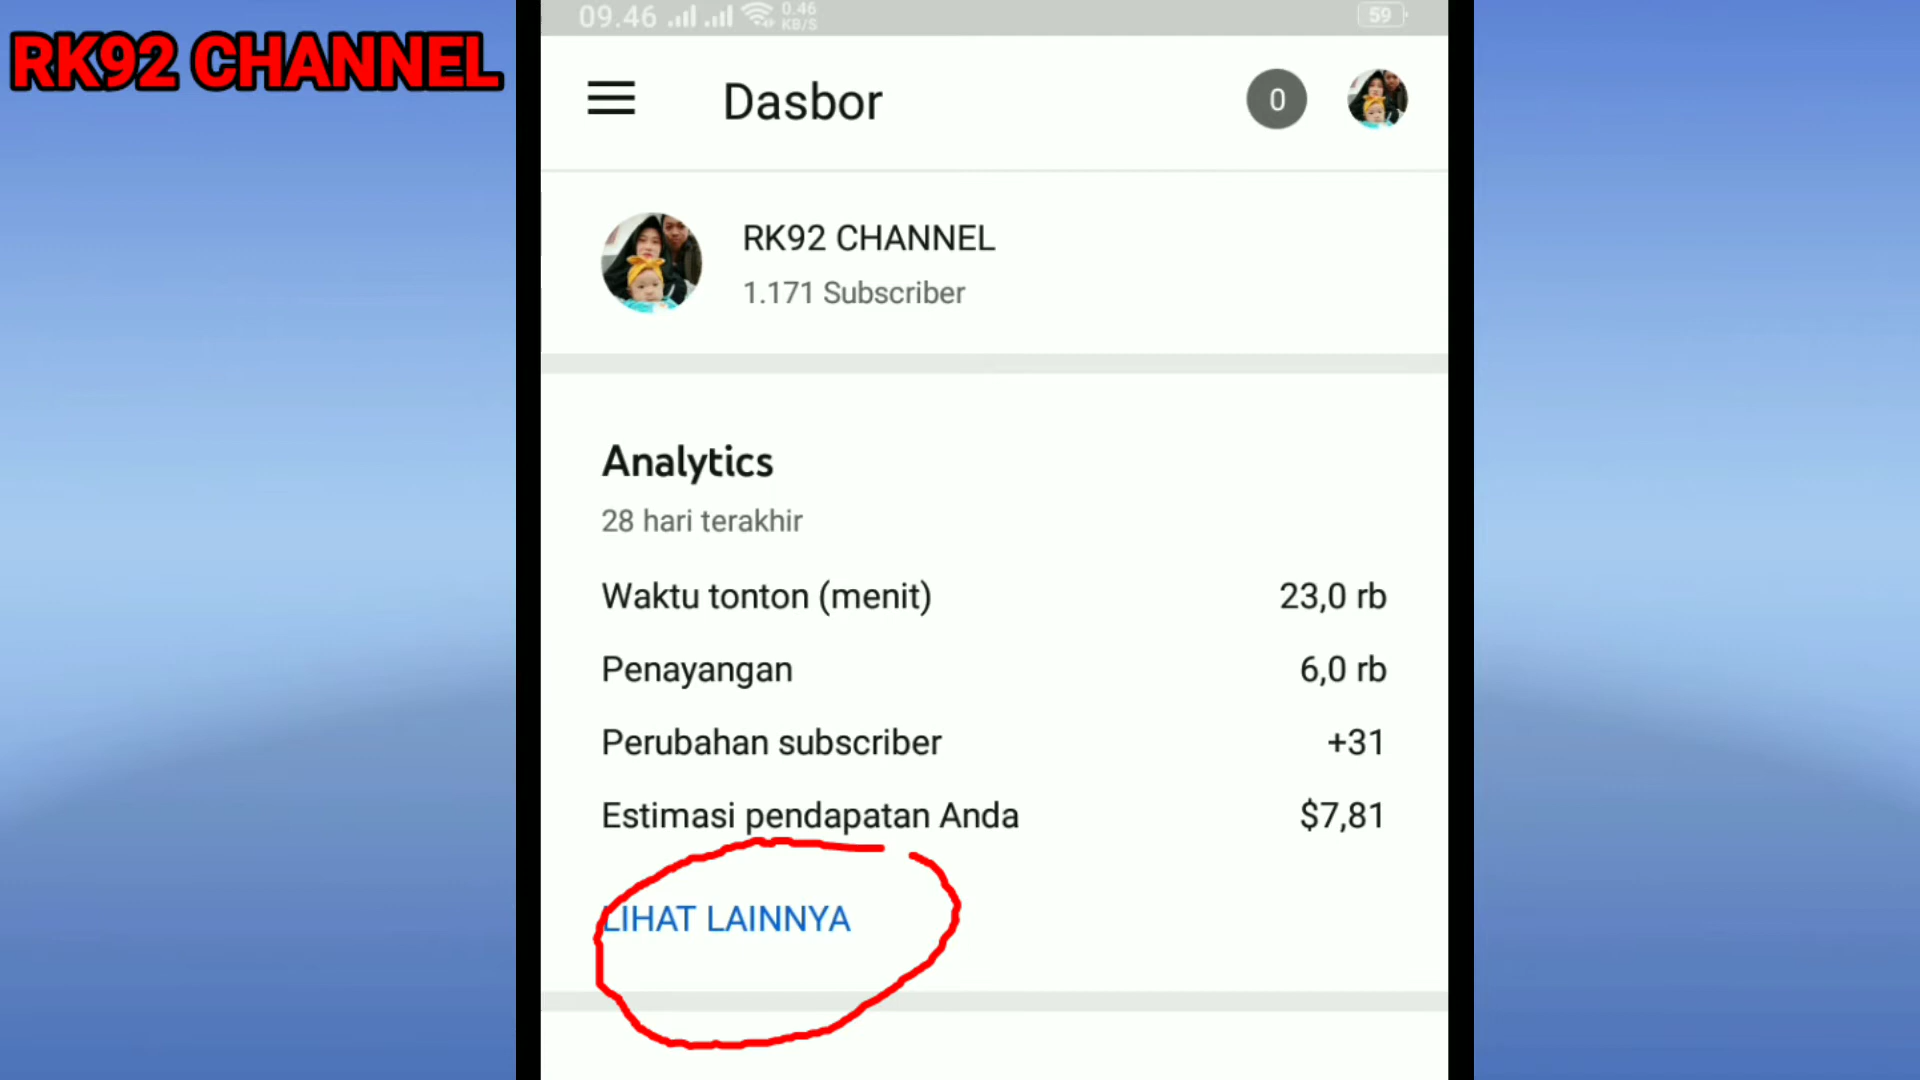 RK92 CHANNEL
09.46 0.46 KB/S 59
Dasbor 0
RK92 CHANNEL
1.171 Subscriber
Analytics
28 hari terakhir
Waktu tonton (menit) 23,0 rb
Penayangan 6,0 rb
Perubahan subscriber +31
Estimasi pendapatan Anda $7,81
LIHAT LAINNYA